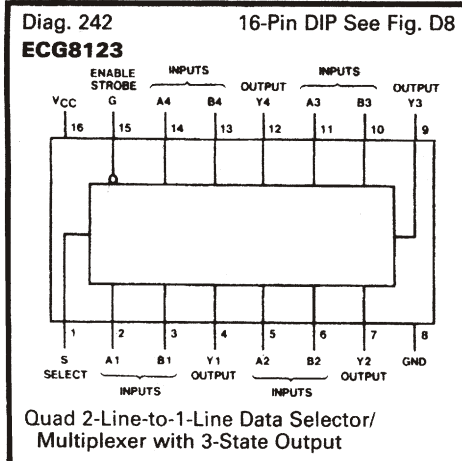 Diag. 242 16-Pin DIP See Fig. D8
ECG8123
ENABLE INPUTS INPUTS
STROBE OUTPUT OUTPUT
VCC G A4 B4 Y4 A3 B3 Y3
16 15 14 13 12 11 10 9
1 2 3 4 5 6 7 8
S A1 B1 Y1 A2 B2 Y2 GND
SELECT OUTPUT OUTPUT
INPUTS INPUTS
Quad 2-Line-to-1-Line Data Selector/
Multiplexer with 3-State Output